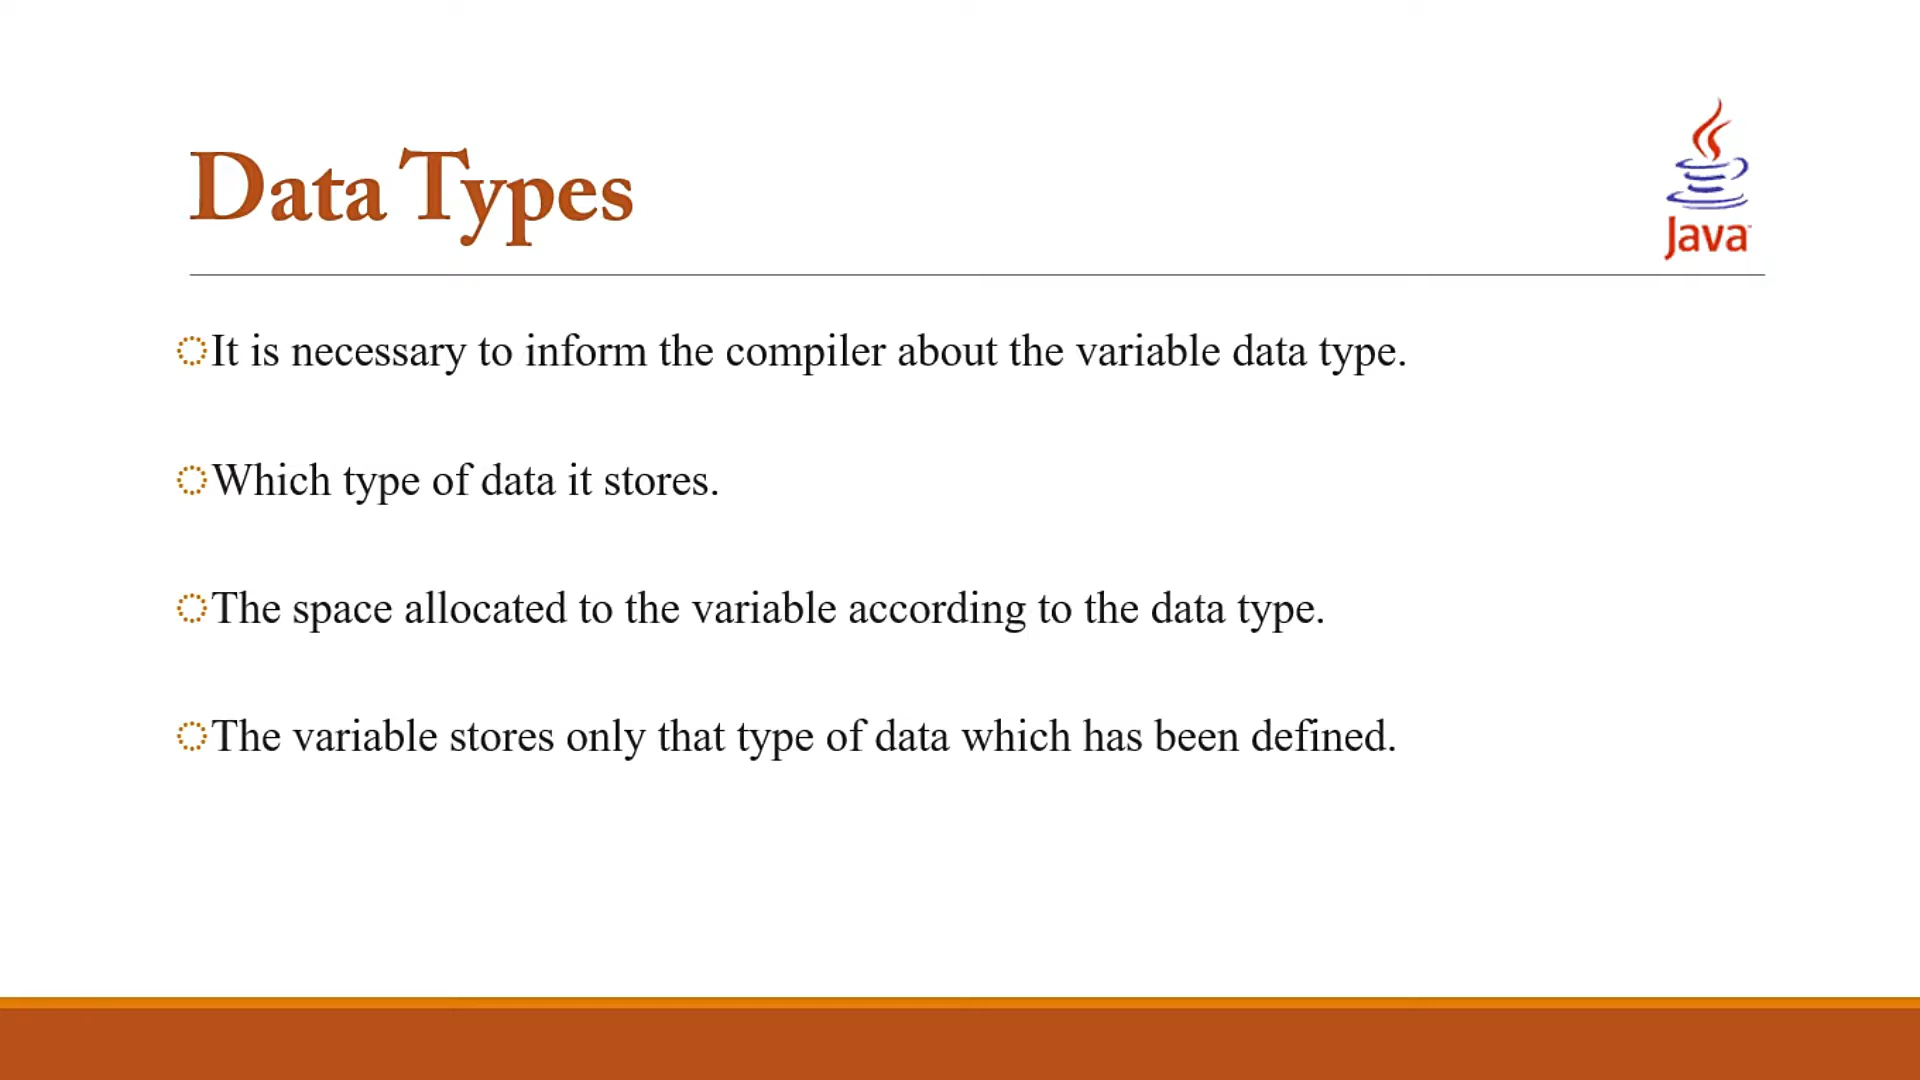 Data Types
Java
It is necessary to inform the compiler about the variable data type.
Which type of data it stores.
The space allocated to the variable according to the data type.
The variable stores only that type of data which has been defined.